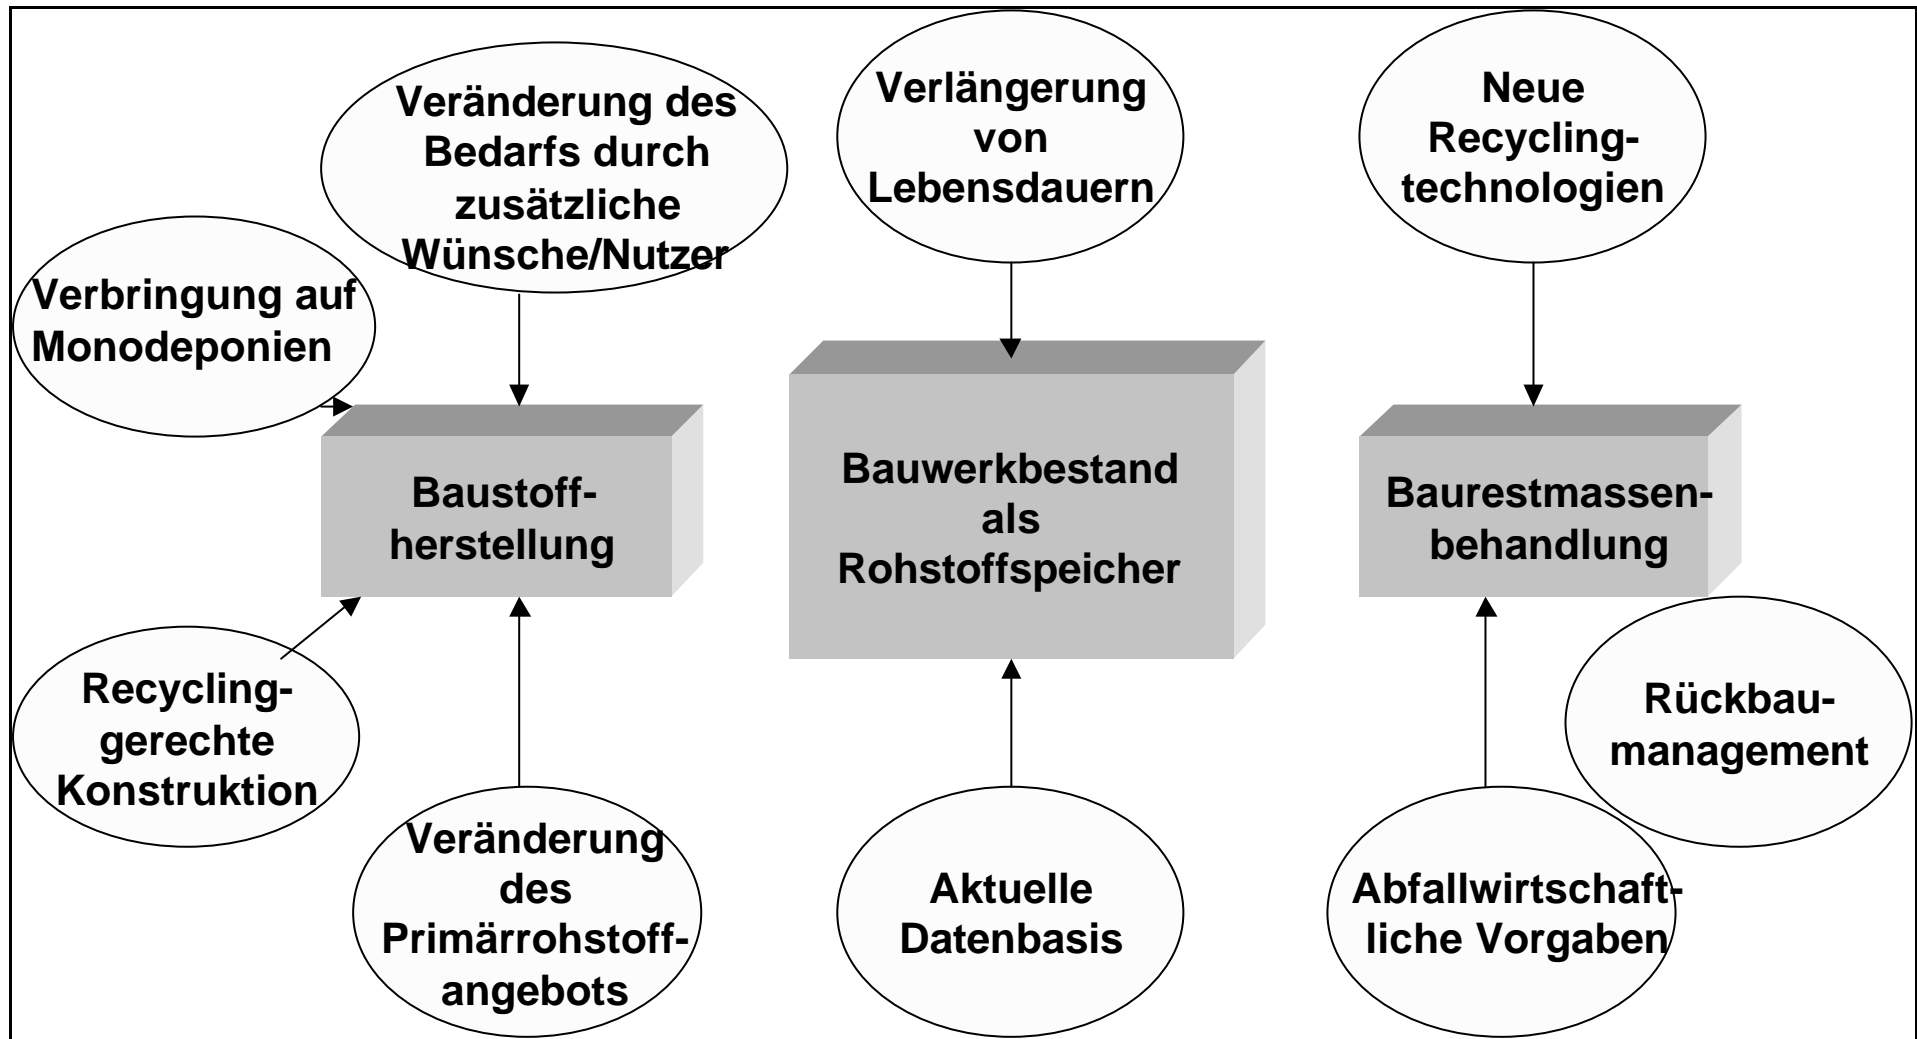 Veränderung des
Bedarfs durch
zusätzliche
Wünsche/Nutzer
Verlängerung
von
Lebensdauern
Neue
Recycling-
technologien
Verbringung auf
Monodeponien
Baustoff-
herstellung
Bauwerkbestand
als
Rohstoffspeicher
Baurestmassen-
behandlung
Recycling-
gerechte
Konstruktion
Veränderung
des
Primärrohstoff-
angebots
Aktuelle
Datenbasis
Abfallwirtschaft-
liche Vorgaben
Rückbau-
management